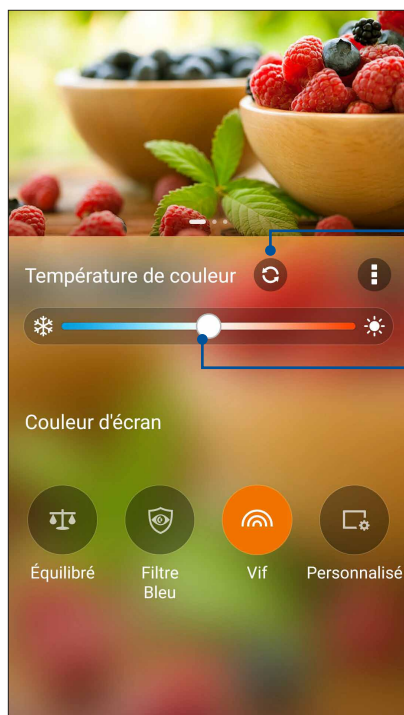 Température de couleur
Couleur d'écran
Équilibré Filtre Vif Personnalisé
Bleu